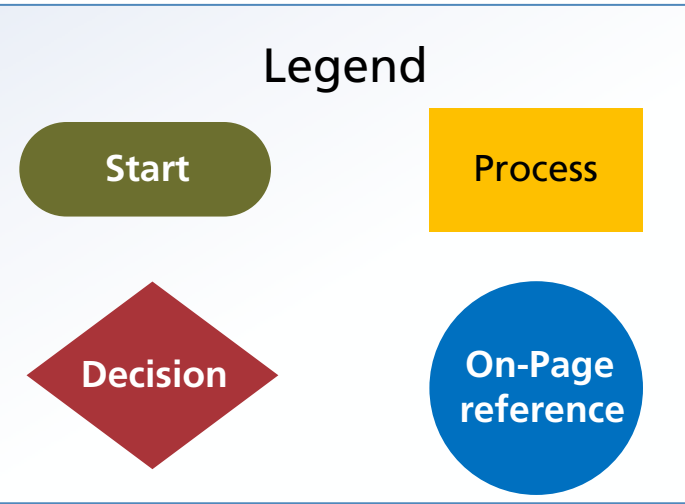 Legend
Start
Process
Decision
On-Page
reference